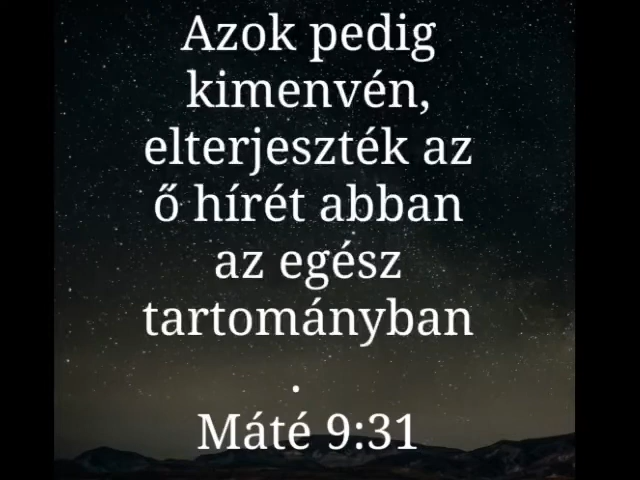 Azok pedig
kimenvén,
elterjeszték az
ő hírét abban
az egész
tartományban
.
Máté 9:31